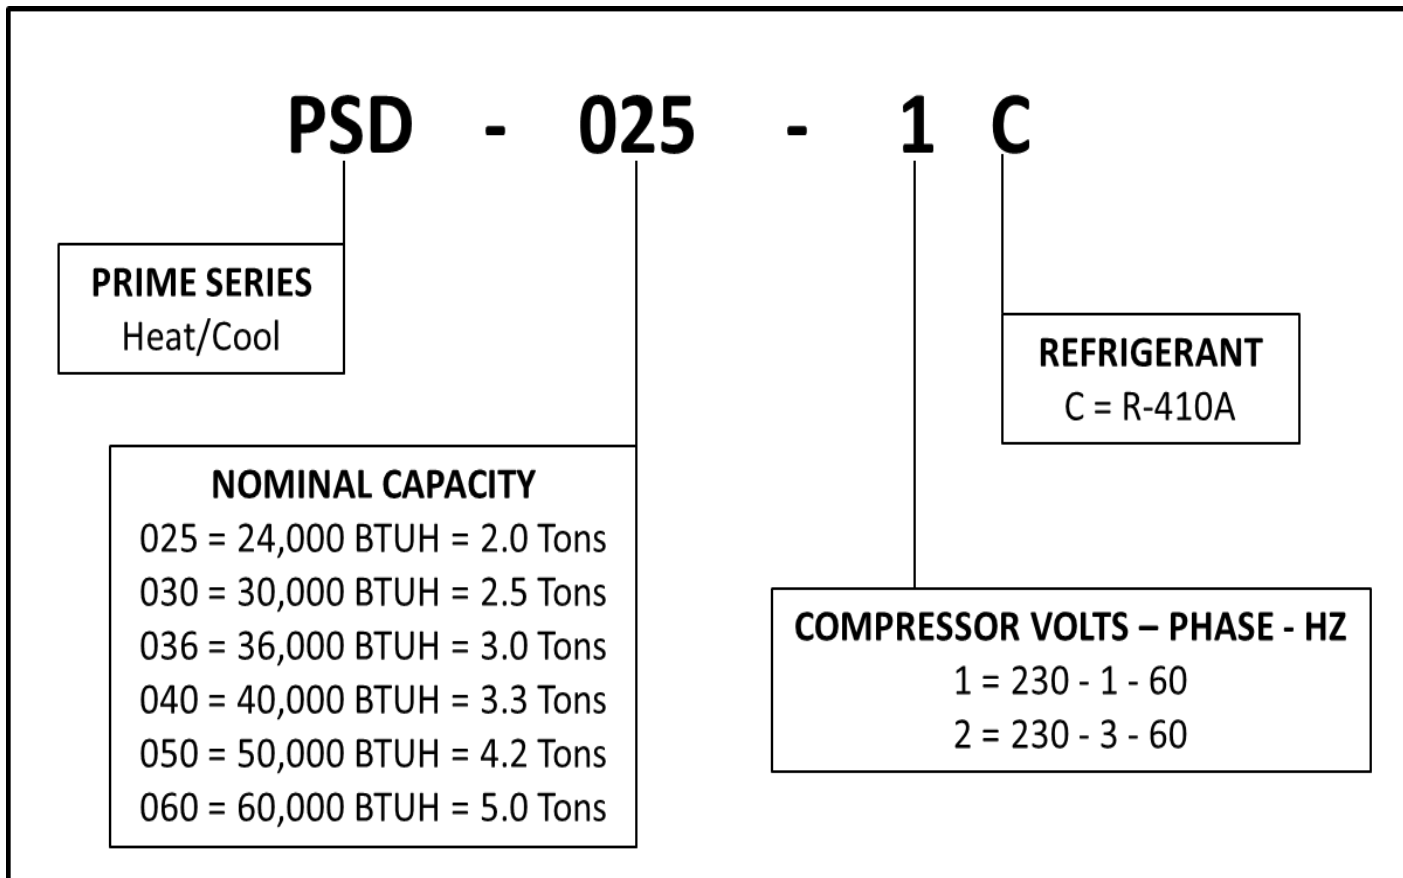 PSD - 025 - 1 C
PRIME SERIES
Heat/Cool
REFRIGERANT
C = R-410A
NOMINAL CAPACITY
025 = 24,000 BTUH = 2.0 Tons
030 = 30,000 BTUH = 2.5 Tons
036 = 36,000 BTUH = 3.0 Tons
040 = 40,000 BTUH = 3.3 Tons
050 = 50,000 BTUH = 4.2 Tons
060 = 60,000 BTUH = 5.0 Tons
COMPRESSOR VOLTS – PHASE - HZ
1 = 230 - 1 - 60
2 = 230 - 3 - 60